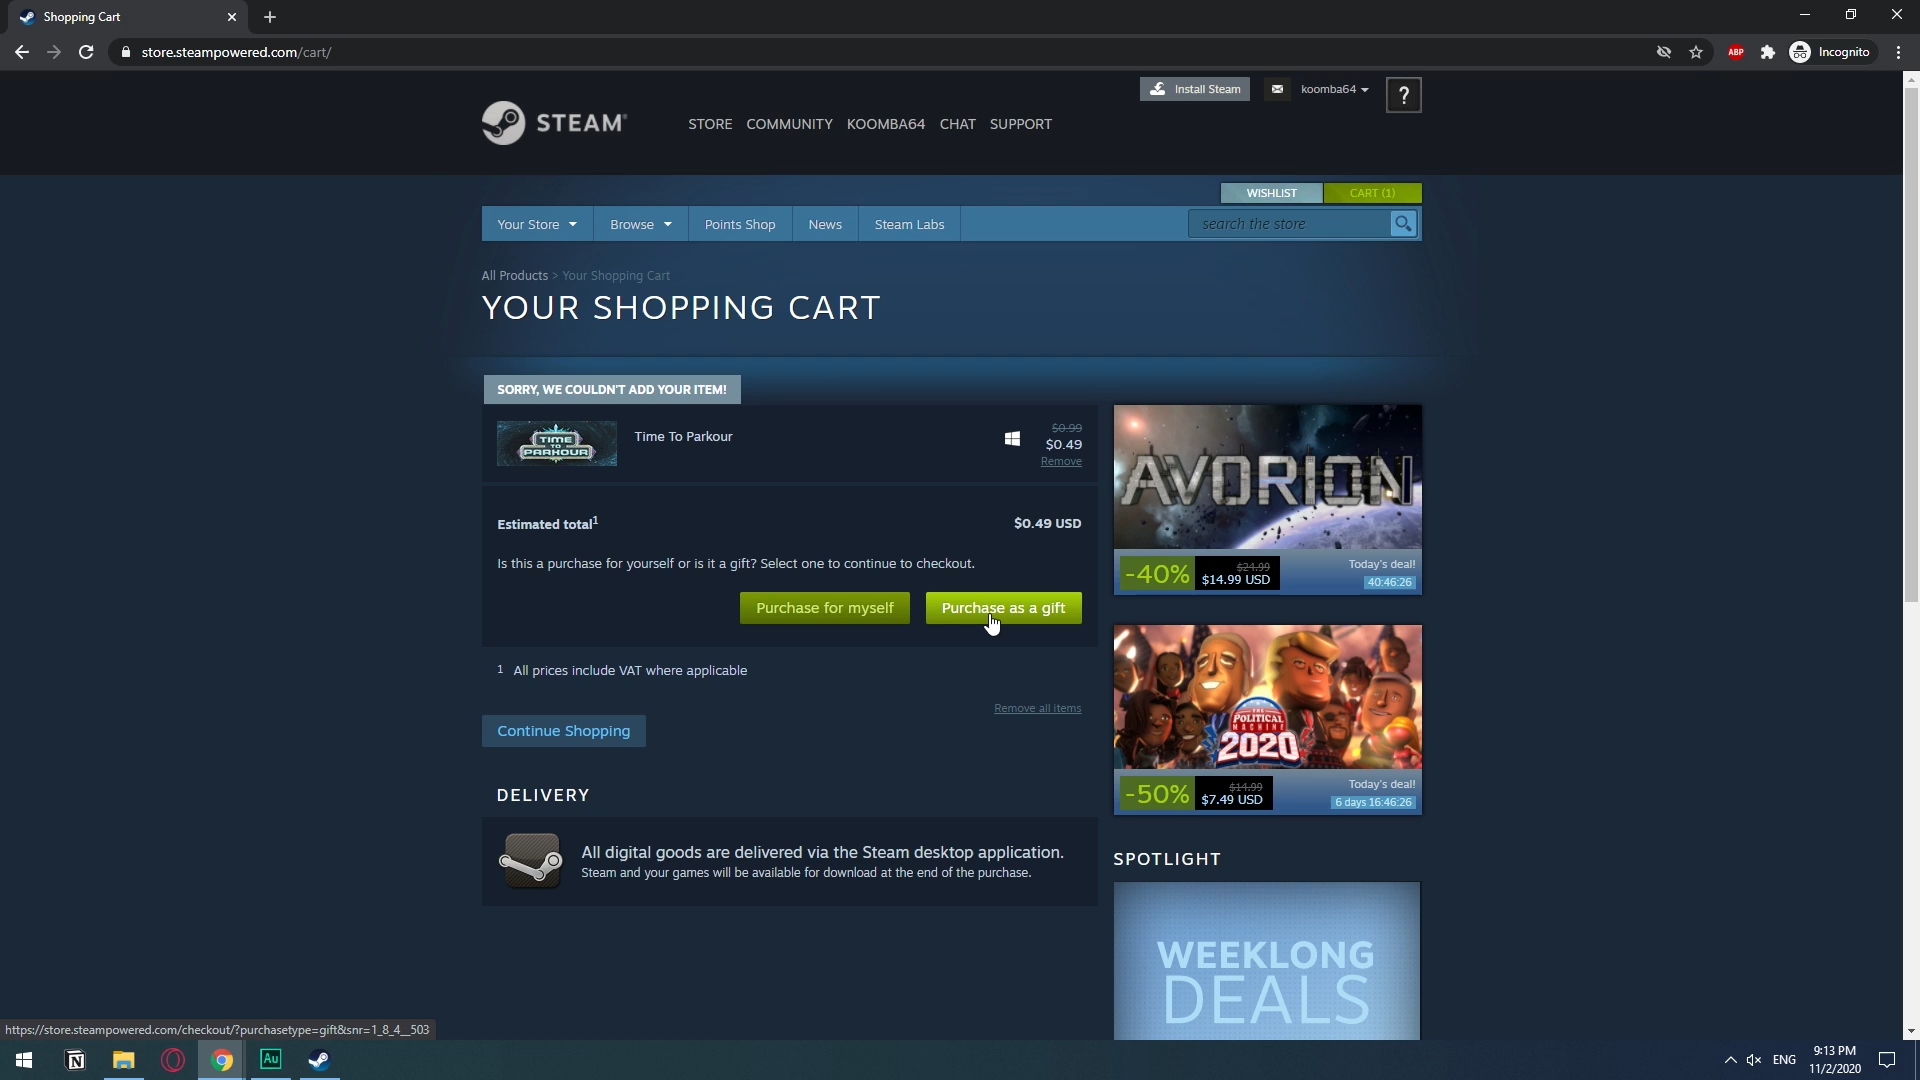 Shopping Cart
store.steampowered.com/cart/
ABP
Incognito
Install Steam
koomba64
?
STEAM
STORE COMMUNITY KOOMBA64 CHAT SUPPORT
WISHLIST
CART (1)
Your Store Browse Points Shop News Steam Labs
search the store
All Products > Your Shopping Cart
YOUR SHOPPING CART
SORRY, WE COULDN'T ADD YOUR ITEM!
TIME
TO
PARKOUR
Time To Parkour
$0.99
$0.49
Remove
Estimated total1
$0.49 USD
Is this a purchase for yourself or is it a gift? Select one to continue to checkout.
Purchase for myself
Purchase as a gift
1 All prices include VAT where applicable
Remove all items
Continue Shopping
DELIVERY
All digital goods are delivered via the Steam desktop application.
Steam and your games will be available for download at the end of the purchase.
AVORION
-40%
$24.99
$14.99 USD
Today's deal!
40:46:26
THE
POLITICAL
MACHINE
2020
-50%
$14.99
$7.49 USD
Today's deal!
6 days 16:46:26
SPOTLIGHT
WEEKLONG
DEALS
https://store.steampowered.com/checkout/?purchasetype=gift&snr=1_8_4__503
N
Au
ENG
9:13 PM
11/2/2020